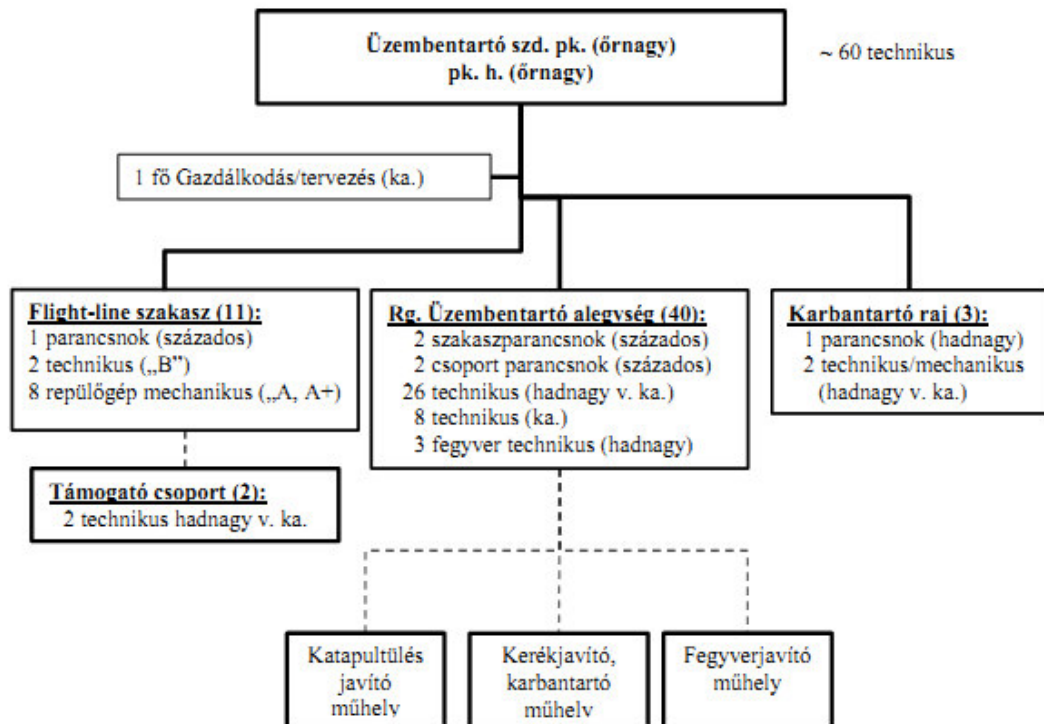 Üzembentartó szd. pk. (őrnagy)
pk. h. (őrnagy)
~ 60 technikus
1 fő Gazdálkodás/tervezés (ka.)
Flight-line szakasz (11):
1 parancsnok (százados)
2 technikus („B”)
8 repülőgép mechanikus („A, A+)
Támogató csoport (2):
2 technikus hadnagy v. ka.
Rg. Üzembentartó alegység (40):
2 szakaszparancsnok (százados)
2 csoport parancsnok (százados)
26 technikus (hadnagy v. ka.)
8 technikus (ka.)
3 fegyver technikus (hadnagy)
Karbantartó raj (3):
1 parancsnok (hadnagy)
2 technikus/mechanikus
(hadnagy v. ka.)
Katapultülés
javító
műhely
Kerékjavító,
karbantartó
műhely
Fegyverjavító
műhely